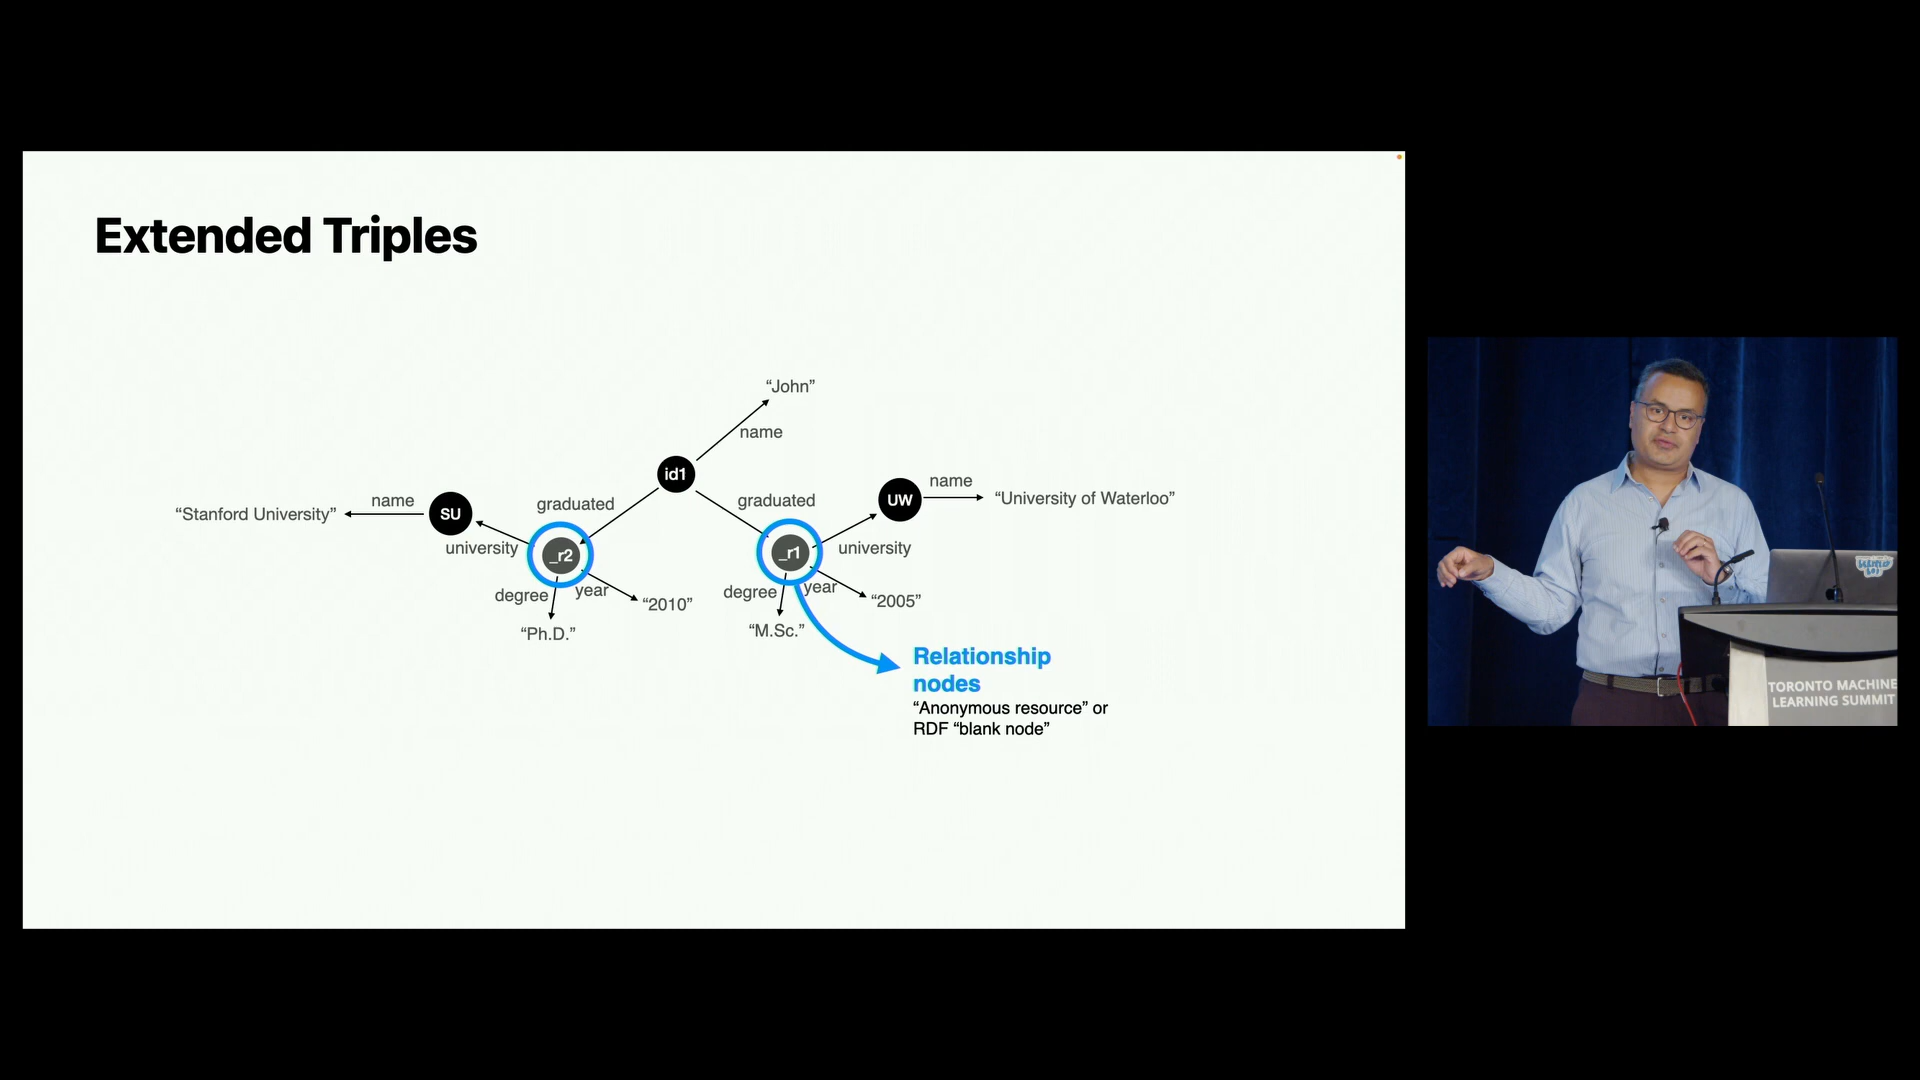 Extended Triples
“John”
name
id1
graduated
graduated
“Stanford University”
name
SU
university
_r2
degree
year
“2010”
“Ph.D.”
_r1
UW
name
“University of Waterloo”
university
degree
year
“2005”
“M.Sc.”
Relationship
nodes
“Anonymous resource” or
RDF “blank node”
TORONTO MACHINE
LEARNING SUMMIT